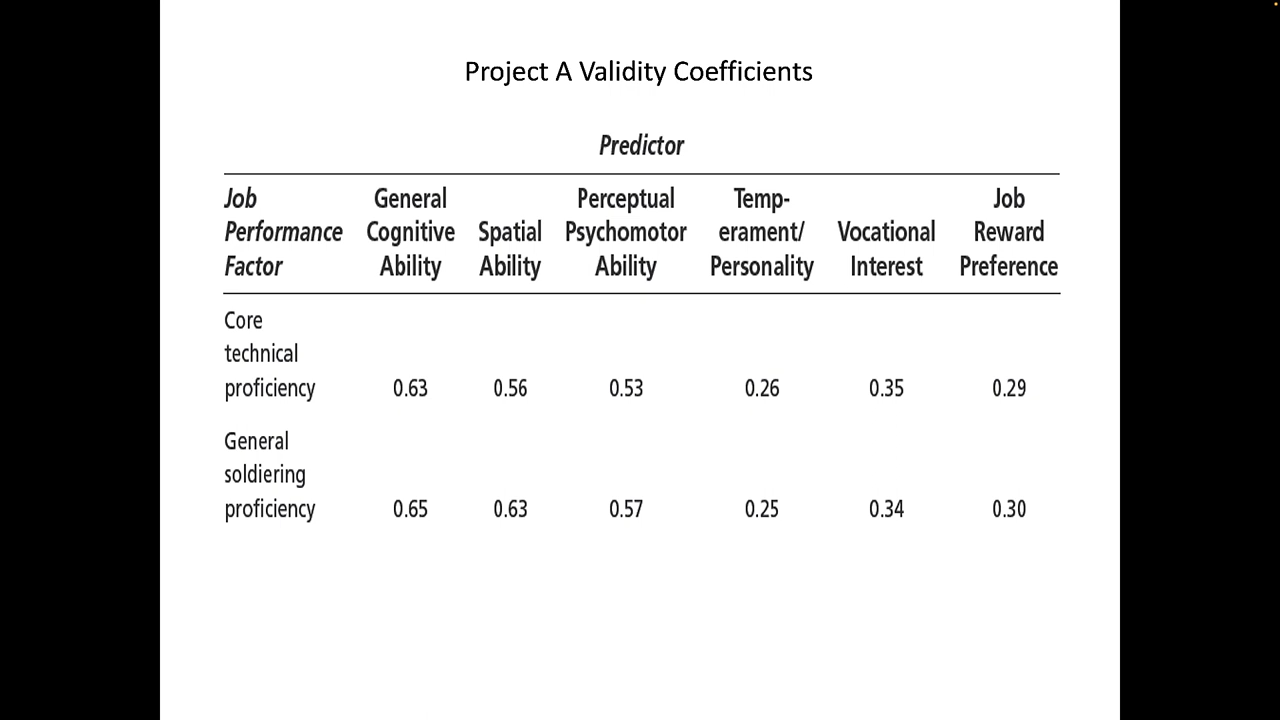 Project A Validity Coefficients
Predictor
Job Performance Factor General Cognitive Ability Spatial Ability Perceptual Psychomotor Ability Temp-erament/ Personality Vocational Interest Job Reward Preference
Core technical proficiency 0.63 0.56 0.53 0.26 0.35 0.29
General soldiering proficiency 0.65 0.63 0.57 0.25 0.34 0.30